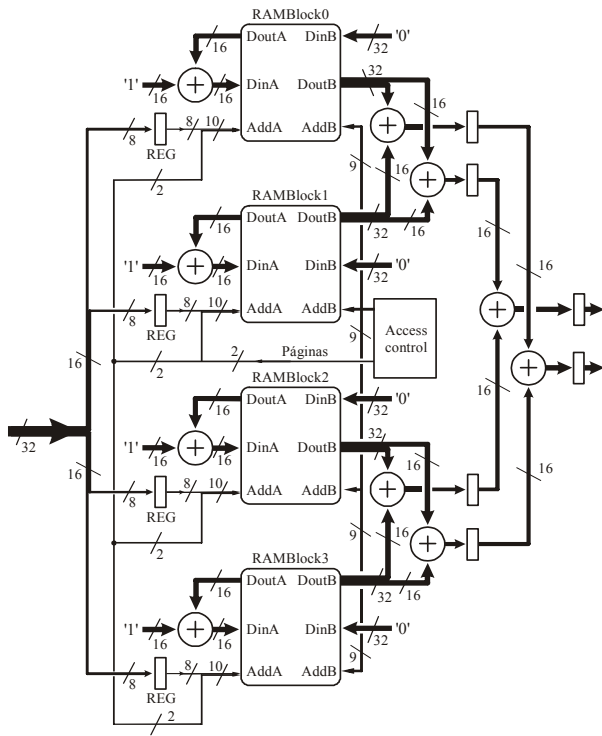 RAMBlock0
DoutA DinB 32 '0'
16 32
'1' 16 16 DinA DoutB 16
8 REG 8 10 AddA AddB
2 9 16
RAMBlock1
DoutA DoutB
16 32 16
'1' 16 16 DinA DinB 32 '0'
16 16
8 REG 8 10 AddA AddB
9 Access control
2 2 Páginas
16
RAMBlock2
32 16
DoutA DinB 32 '0'
16 32
'1' 16 16 DinA DoutB 16 16
16
8 REG 8 10 AddA AddB
2 9 16
RAMBlock3
DoutA DoutB
16 32 16
'1' 16 16 DinA DinB 32 '0'
9
8 REG 8 10 AddA AddB
2